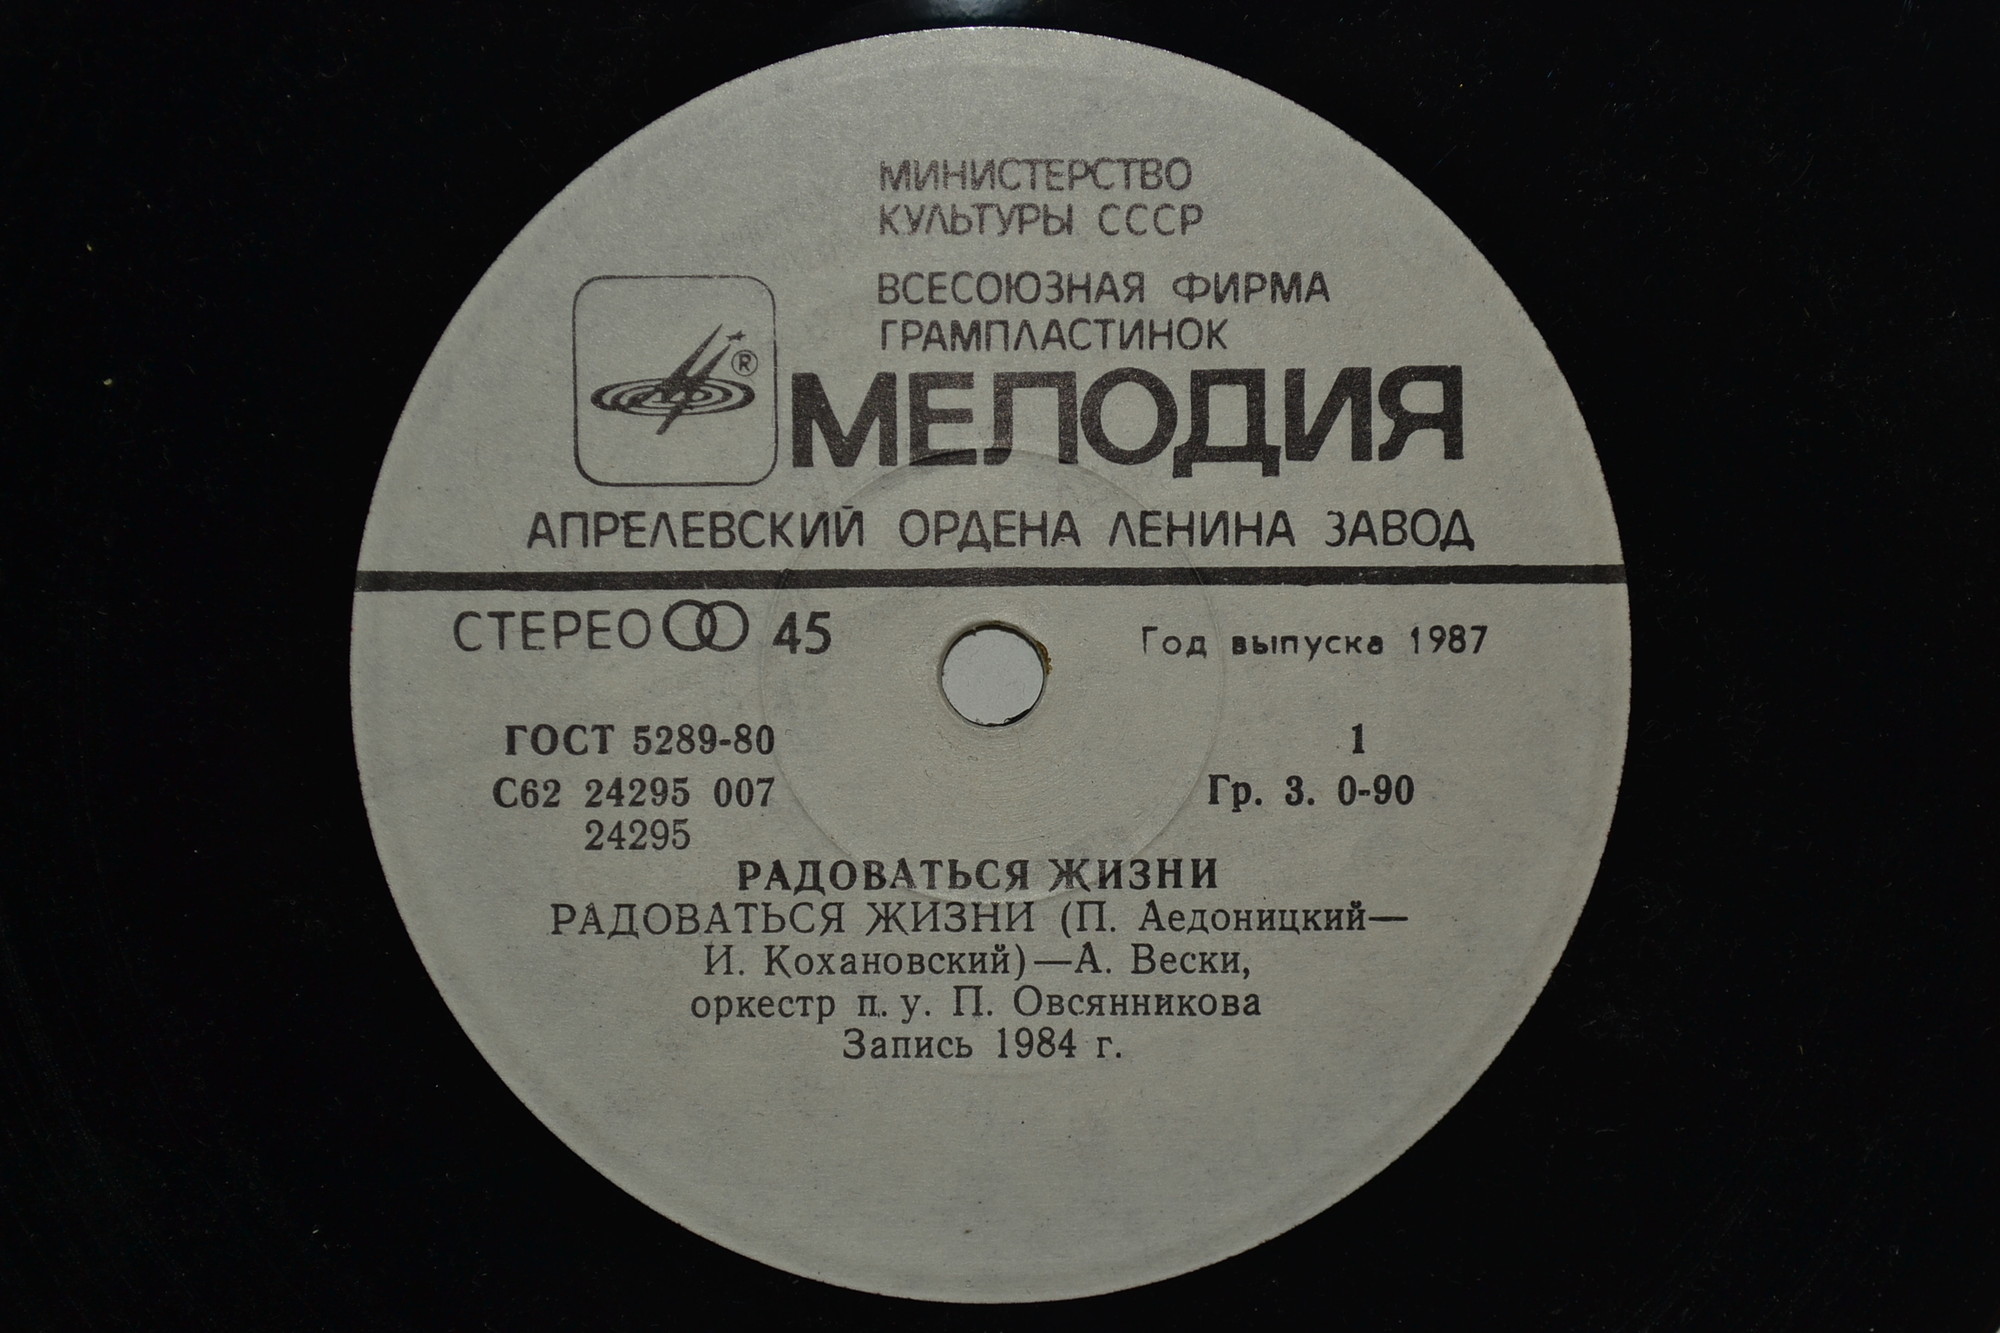 МИНИСТЕРСТВО
КУЛЬТУРЫ СССР
ВСЕСОЮЗНАЯ ФИРМА
ГРАМПЛАСТИНОК
®
МЕЛОДИЯ
АПРЕЛЕВСКИЙ ОРДЕНА ЛЕНИНА ЗАВОД
СТЕРЕО 45
Год выпуска 1987
ГОСТ 5289-80
1
С62 24295 007
Гр. 3. 0-90
24295
РАДОВАТЬСЯ ЖИЗНИ
РАДОВАТЬСЯ ЖИЗНИ (П. Аедоницкий—
И. Кохановский)—А. Вески,
оркестр п. у. П. Овсянникова
Запись 1984 г.